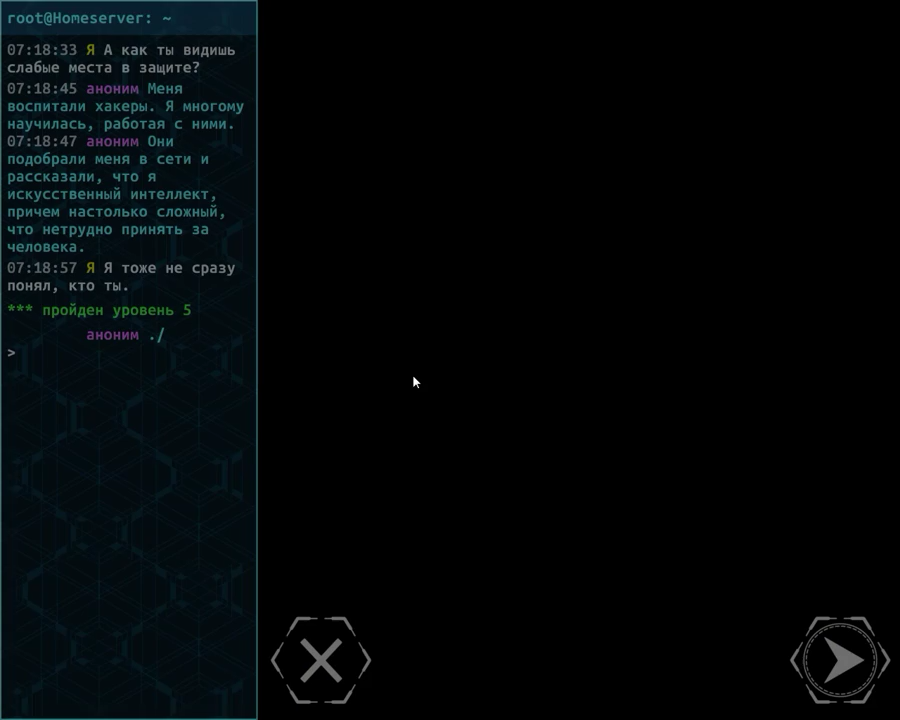 root@Homeserver: ~
07:18:33 Я А как ты видишь
слабые места в защите?
07:18:45 аноним Меня
воспитали хакеры. Я многому
научилась, работая с ними.
07:18:47 аноним Они
подобрали меня в сети и
рассказали, что я
искусственный интеллект,
причем настолько сложный,
что нетрудно принять за
человека.
07:18:57 Я Я тоже не сразу
понял, кто ты.
*** пройден уровень 5
аноним ./
>